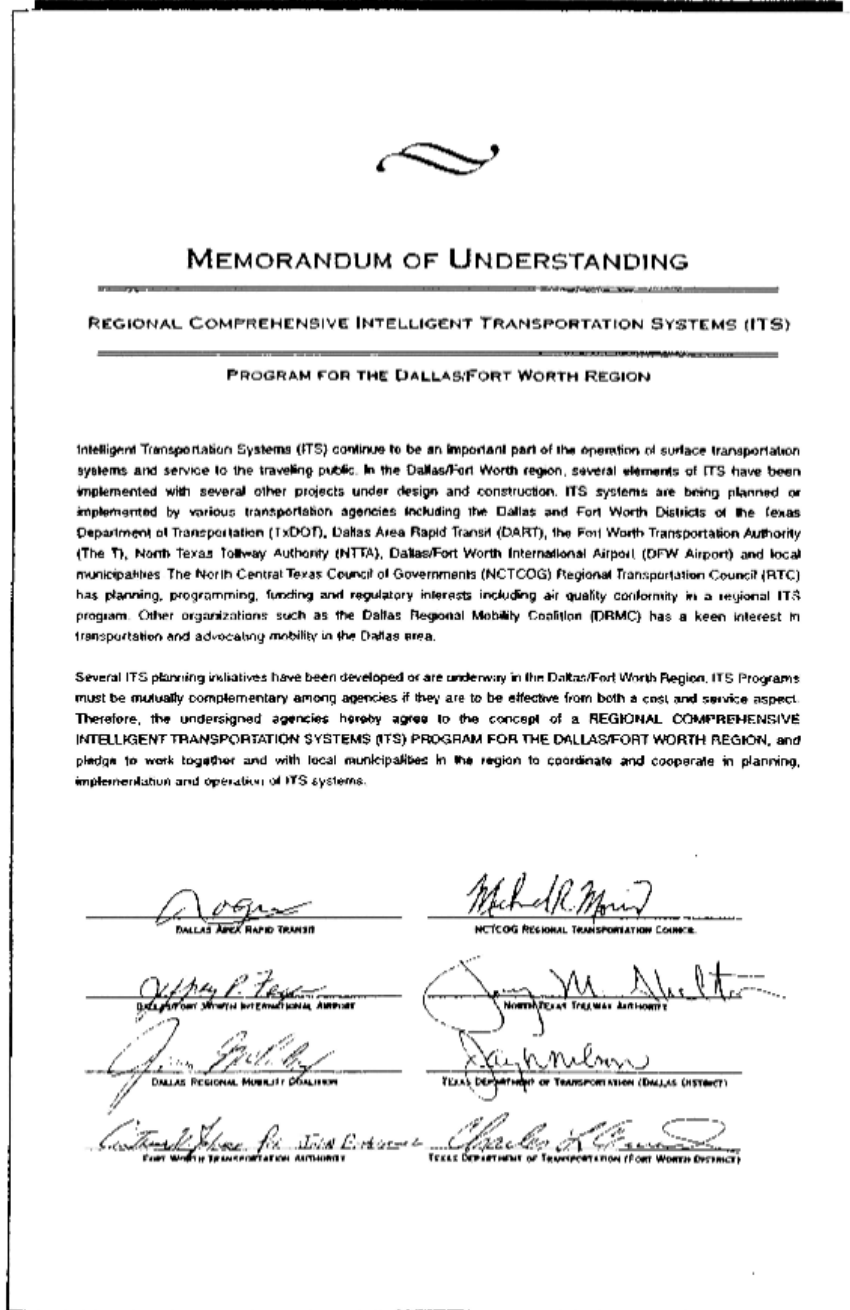 MEMORANDUM OF UNDERSTANDING
REGIONAL COMPREHENSIVE INTELLIGENT TRANSPORTATION SYSTEMS (ITS)
PROGRAM FOR THE DALLAS/FORT WORTH REGION
Intelligent Transportation Systems (ITS) continue to be an important part of the operation of surface transportation
systems and service to the traveling public. In the Dallas/Fort Worth region, several elements of ITS have been
implemented with several other projects under design and construction. ITS systems are being planned or
implemented by various transportation agencies including the Dallas and Fort Worth Districts of the Texas
Department of Transportation (TxDOT), Dallas Area Rapid Transit (DART), the Fort Worth Transportation Authority
(The T), North Texas Tollway Authority (NTTA), Dallas/Fort Worth International Airport (DFW Airport) and local
municipalities. The North Central Texas Council of Governments (NCTCOG) Regional Transportation Council (RTC)
has planning, programming, funding and regulatory interests including air quality conformity in a regional ITS
program. Other organizations such as the Dallas Regional Mobility Coalition (DRMC) has a keen interest in
transportation and advocating mobility in the Dallas area.
Several ITS planning initiatives have been developed or are underway in the Dallas/Fort Worth Region. ITS Programs
must be mutually complementary among agencies if they are to be effective from both a cost and service aspect.
Therefore, the undersigned agencies hereby agree to the concept of a REGIONAL COMPREHENSIVE
INTELLIGENT TRANSPORTATION SYSTEMS (ITS) PROGRAM FOR THE DALLAS/FORT WORTH REGION, and
pledge to work together and with local municipalities in the region to coordinate and cooperate in planning,
implementation and operation of ITS systems.
DALLAS AREA RAPID TRANSIT
Michael R. Morris
NCTCOG REGIONAL TRANSPORTATION COUNCIL
Jeffrey P.
DALLAS/FORT WORTH INTERNATIONAL AIRPORT
M.
NORTH TEXAS TOLLWAY AUTHORITY
DALLAS REGIONAL MOBILITY COALITION
Jay Nelson
TEXAS DEPARTMENT OF TRANSPORTATION (DALLAS DISTRICT)
for
FORT WORTH TRANSPORTATION AUTHORITY
Charles L.
TEXAS DEPARTMENT OF TRANSPORTATION (FORT WORTH DISTRICT)